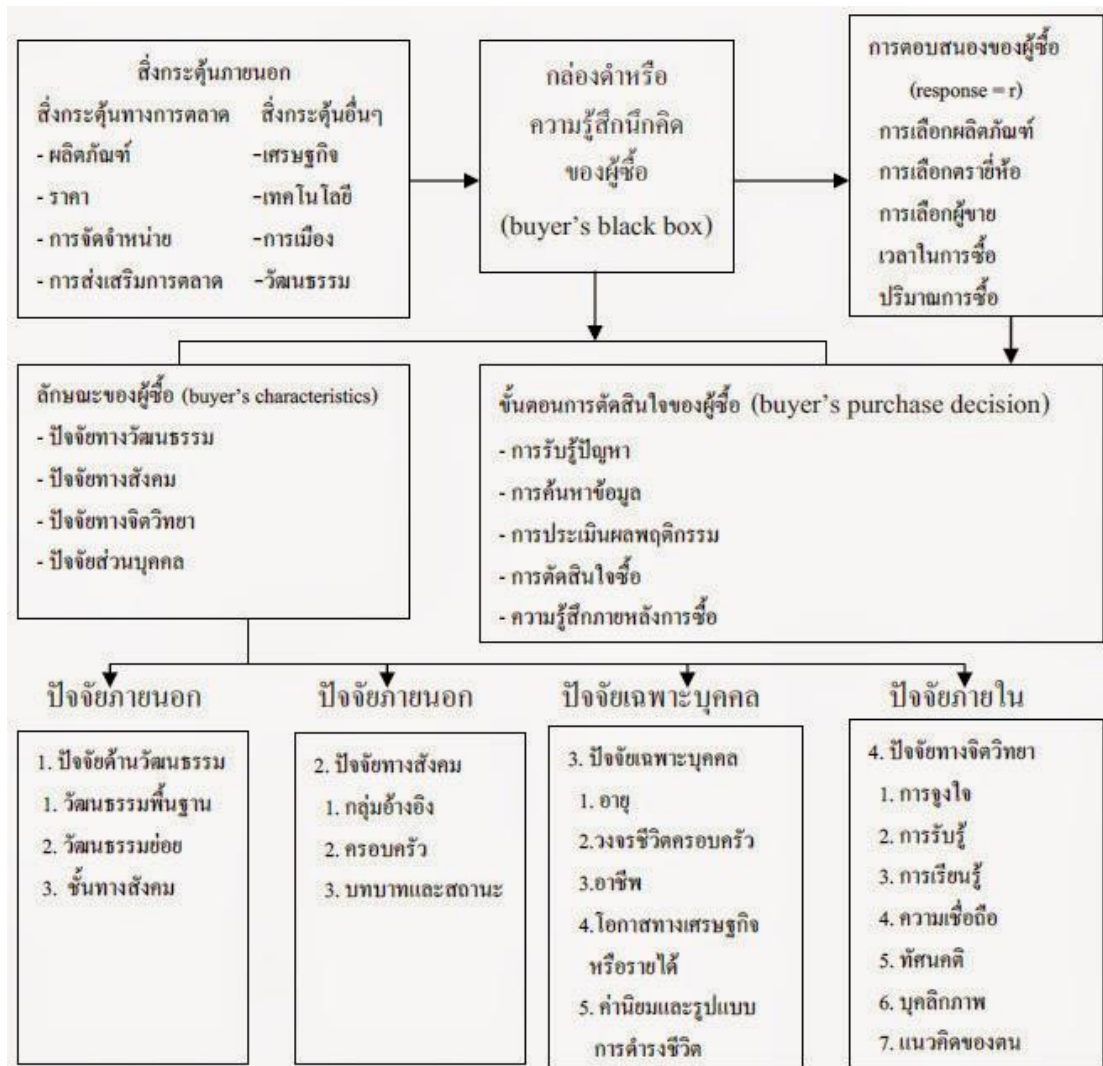 สิ่งกระตุ้นภายนอก
สิ่งกระตุ้นทางการตลาด สิ่งกระตุ้นอื่นๆ
- ผลิตภัณฑ์ -เศรษฐกิจ
- ราคา -เทคโนโลยี
- การจัดจำหน่าย -การเมือง
- การส่งเสริมการตลาด -วัฒนธรรม
กล่องดำหรือ
ความรู้สึกนึกคิด
ของผู้ซื้อ
(buyer's black box)
การตอบสนองของผู้ซื้อ
(response = r)
การเลือกผลิตภัณฑ์
การเลือกตรายี่ห้อ
การเลือกผู้ขาย
เวลาในการซื้อ
ปริมาณการซื้อ
ลักษณะของผู้ซื้อ (buyer's characteristics)
- ปัจจัยทางวัฒนธรรม
- ปัจจัยทางสังคม
- ปัจจัยทางจิตวิทยา
- ปัจจัยส่วนบุคคล
ขั้นตอนการตัดสินใจของผู้ซื้อ (buyer's purchase decision)
- การรับรู้ปัญหา
- การค้นหาข้อมูล
- การประเมินผลพฤติกรรม
- การตัดสินใจซื้อ
- ความรู้สึกภายหลังการซื้อ
ปัจจัยภายนอก
1. ปัจจัยด้านวัฒนธรรม
1. วัฒนธรรมพื้นฐาน
2. วัฒนธรรมย่อย
3. ชั้นทางสังคม
ปัจจัยภายนอก
2. ปัจจัยทางสังคม
1. กลุ่มอ้างอิง
2. ครอบครัว
3. บทบาทและสถานะ
ปัจจัยเฉพาะบุคคล
3. ปัจจัยเฉพาะบุคคล
1. อายุ
2.วงจรชีวิตครอบครัว
3.อาชีพ
4.โอกาสทางเศรษฐกิจ
หรือรายได้
5. ค่านิยมและรูปแบบ
การดำรงชีวิต
ปัจจัยภายใน
4. ปัจจัยทางจิตวิทยา
1. การจูงใจ
2. การรับรู้
3. การเรียนรู้
4. ความเชื่อถือ
5. ทัศนคติ
6. บุคลิกภาพ
7. แนวคิดของตน